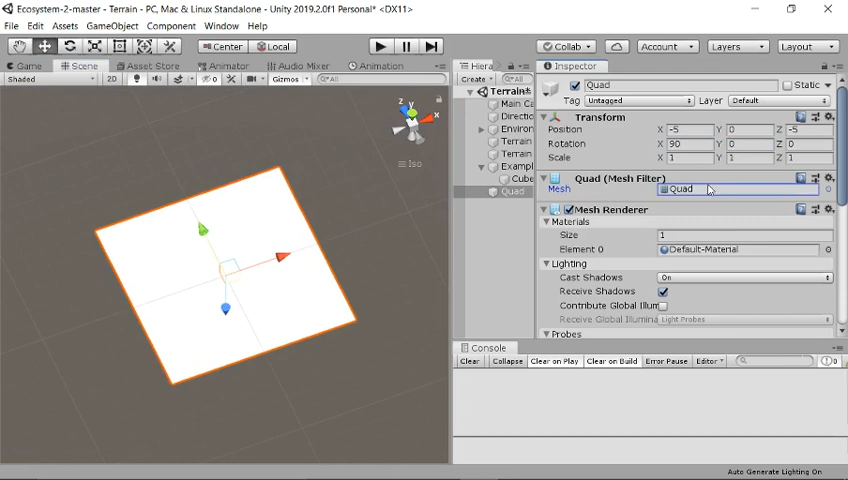 Ecosystem-2-master - Terrain - PC, Mac & Linux Standalone - Unity 2019.2.0f1 Personal* <DX11>
File Edit Assets GameObject Component Window Help
Center Local Collab Account Layers Layout
Game Scene Asset Store Animator Audio Mixer Animation
Shaded 2D 0 Gizmos All
y
z
x
Iso
Hiera
Create All
Terrain*
Main Ca
Directio
Environ
Terrain
Terrain
Exampl
Cube
Quad
Inspector
Quad Static
Tag Untagged Layer Default
Transform
Position X -5 Y 0 Z -5
Rotation X 90 Y 0 Z 0
Scale X 1 Y 1 Z 1
Quad (Mesh Filter)
Mesh Quad
Mesh Renderer
Materials
Size 1
Element 0 Default-Material
Lighting
Cast Shadows On
Receive Shadows
Contribute Global Illum
Receive Global Illumina Light Probes
Probes
Console
Clear Collapse Clear on Play Clear on Build Error Pause Editor 0
Auto Generate Lighting On